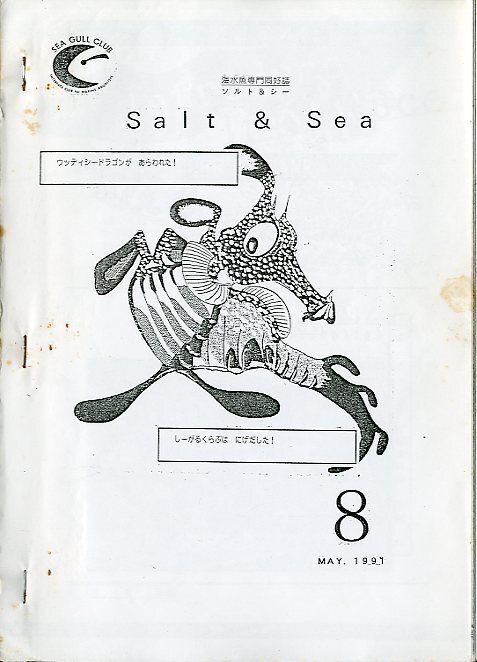 SEA GULL CLUB
海水魚専門同好誌
ソルト&シー
Salt & Sea
ウッディシードラゴンが あらわれた!
しーがるくらぶは にげだした!
8
MAY, 1991